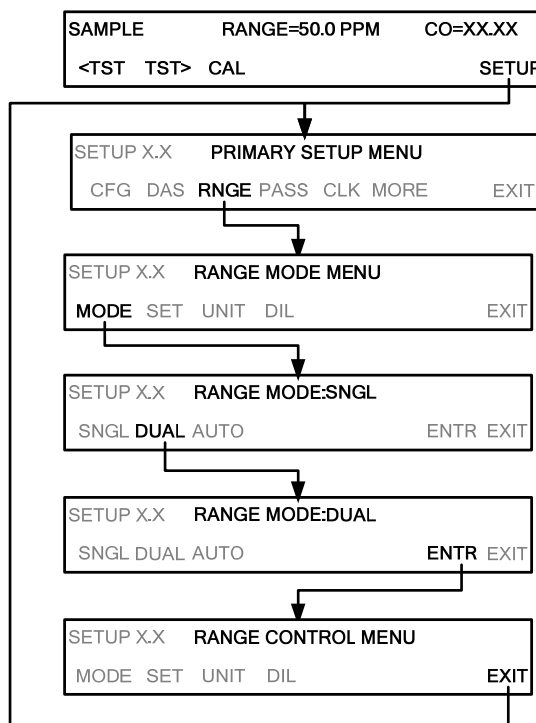 SAMPLE RANGE=50.0 PPM CO=XX.XX
<TST TST> CAL SETUP
SETUP X.X PRIMARY SETUP MENU
CFG DAS RNGE PASS CLK MORE EXIT
SETUP X.X RANGE MODE MENU
MODE SET UNIT DIL EXIT
SETUP X.X RANGE MODE:SNGL
SNGL DUAL AUTO ENTR EXIT
SETUP X.X RANGE MODE:DUAL
SNGL DUAL AUTO ENTR EXIT
SETUP X.X RANGE CONTROL MENU
MODE SET UNIT DIL EXIT